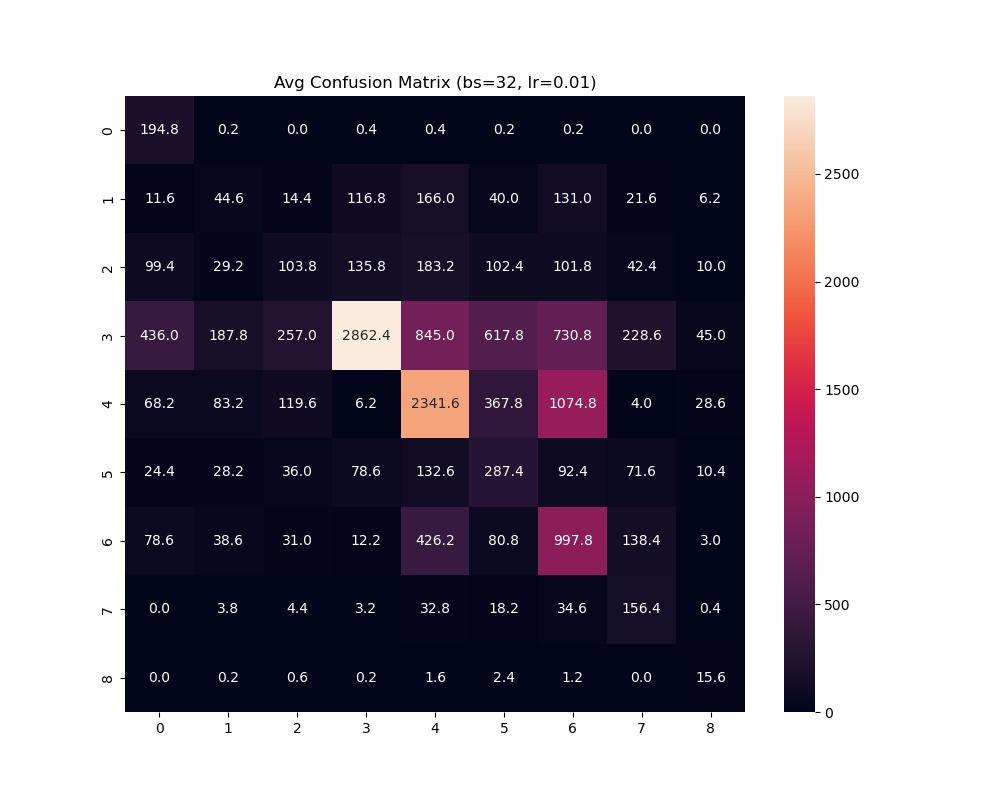 Avg Confusion Matrix (bs=32, lr=0.01)
0 194.8 0.2 0.0 0.4 0.4 0.2 0.2 0.0 0.0
1 11.6 44.6 14.4 116.8 166.0 40.0 131.0 21.6 6.2
2 99.4 29.2 103.8 135.8 183.2 102.4 101.8 42.4 10.0
3 436.0 187.8 257.0 2862.4 845.0 617.8 730.8 228.6 45.0
4 68.2 83.2 119.6 6.2 2341.6 367.8 1074.8 4.0 28.6
5 24.4 28.2 36.0 78.6 132.6 287.4 92.4 71.6 10.4
6 78.6 38.6 31.0 12.2 426.2 80.8 997.8 138.4 3.0
7 0.0 3.8 4.4 3.2 32.8 18.2 34.6 156.4 0.4
8 0.0 0.2 0.6 0.2 1.6 2.4 1.2 0.0 15.6
0 1 2 3 4 5 6 7 8
2500
2000
1500
1000
500
0